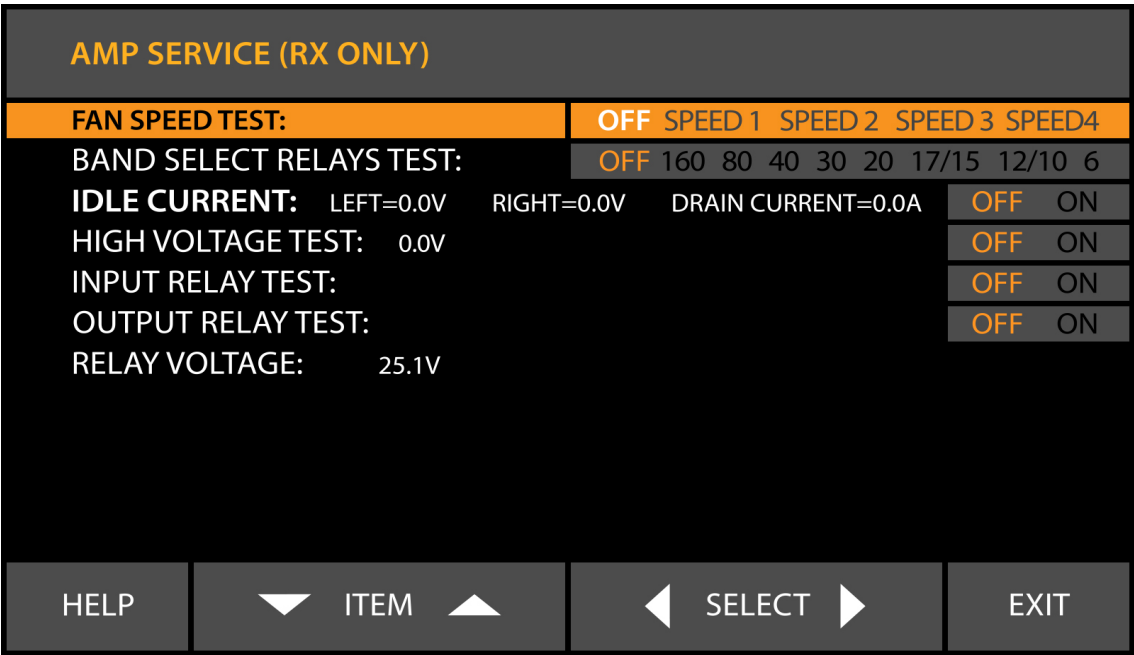 AMP SERVICE (RX ONLY)
FAN SPEED TEST: OFF SPEED 1 SPEED 2 SPEED 3 SPEED4
BAND SELECT RELAYS TEST: OFF 160 80 40 30 20 17/15 12/10 6
IDLE CURRENT: LEFT=0.0V RIGHT=0.0V DRAIN CURRENT=0.0A OFF ON
HIGH VOLTAGE TEST: 0.0V OFF ON
INPUT RELAY TEST: OFF ON
OUTPUT RELAY TEST: OFF ON
RELAY VOLTAGE: 25.1V
HELP ITEM SELECT EXIT